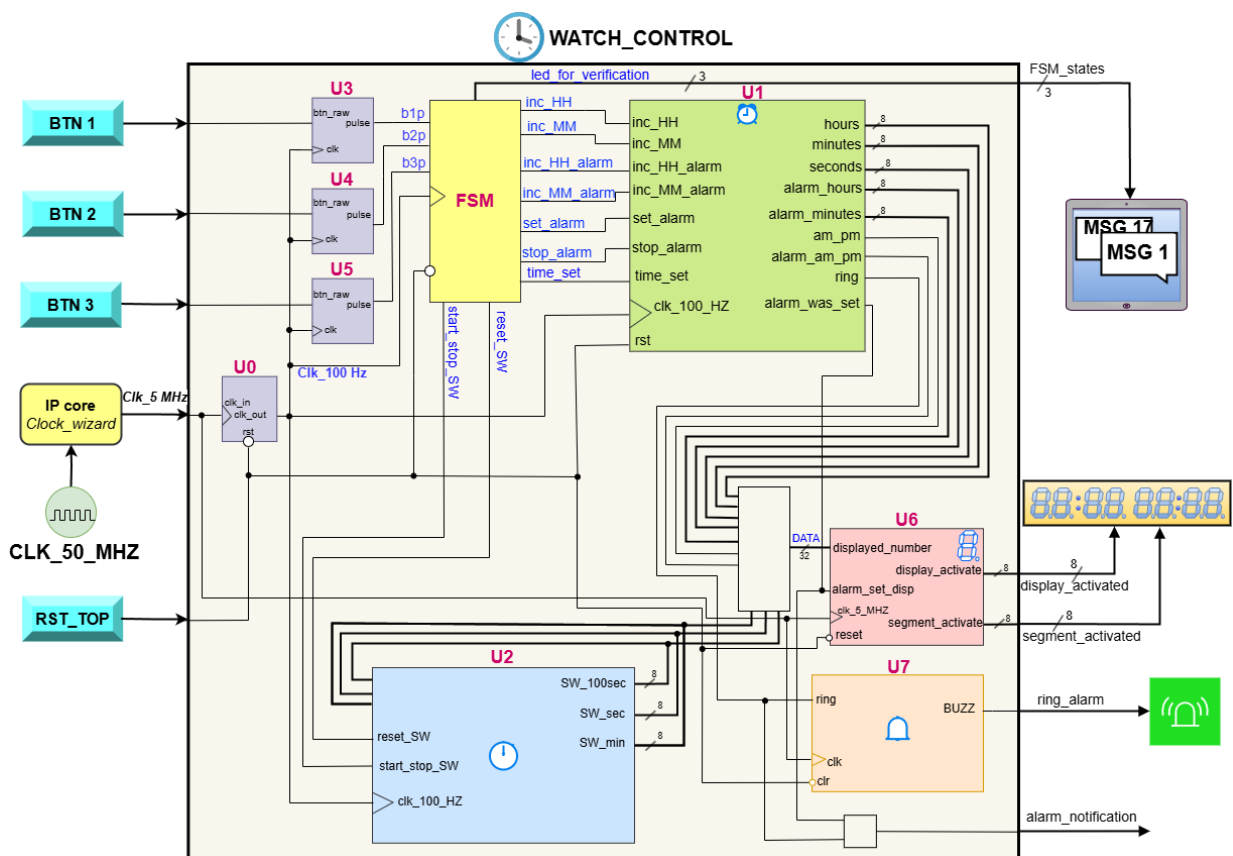 WATCH_CONTROL
led_for_verification
3
FSM_states
3
BTN 1
BTN 2
BTN 3
U3
btn_raw
pulse
clk
U4
btn_raw
pulse
clk
U5
btn_raw
pulse
clk
b1p
b2p
b3p
FSM
inc_HH
inc_MM
inc_HH_alarm
inc_MM_alarm
set_alarm
stop_alarm
time_set
start_stop_SW
reset_SW
U1
inc_HH
inc_MM
inc_HH_alarm
inc_MM_alarm
set_alarm
stop_alarm
time_set
clk_100_HZ
rst
hours
8
minutes
8
seconds
8
alarm_hours
8
alarm_minutes
8
am_pm
alarm_am_pm
ring
alarm_was_set
MSG 17
MSG 1
U0
clk_in
clk_out
rst
Clk_100 Hz
Clk_5 MHz
IP core
Clock_wizard
CLK_50_MHZ
RST_TOP
DATA
32
U6
displayed_number
display_activate
8
alarm_set_disp
clk_5_MHZ
segment_activate
8
reset
8
display_activated
8
segment_activated
88:88 88:88
8.
U2
SW_100sec
8
SW_sec
8
SW_min
8
reset_SW
start_stop_SW
clk_100_HZ
U7
ring
BUZZ
clk
clr
ring_alarm
alarm_notification